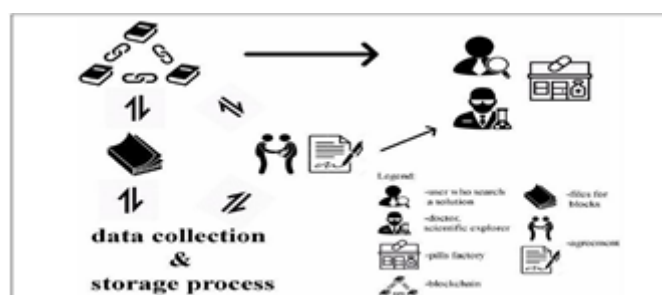 Legend:
-user who search
a solution
-files for
blocks
-doctor,
scientific explorer
-agreement
-pills factory
-blockchain
data collection
&
storage process